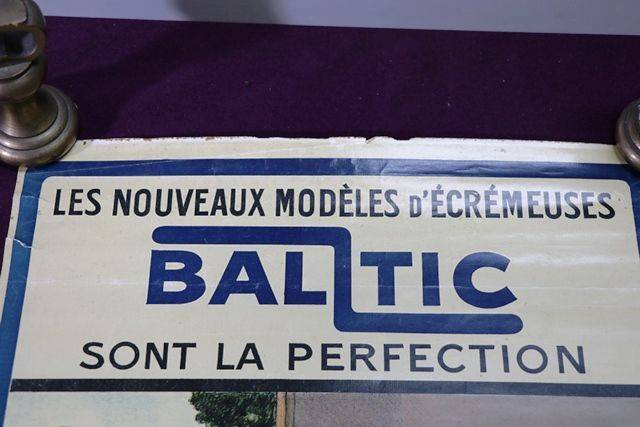 LES NOUVEAUX MODÈLES D'ÉCRÉMEUSES
BALTIC
SONT LA PERFECTION